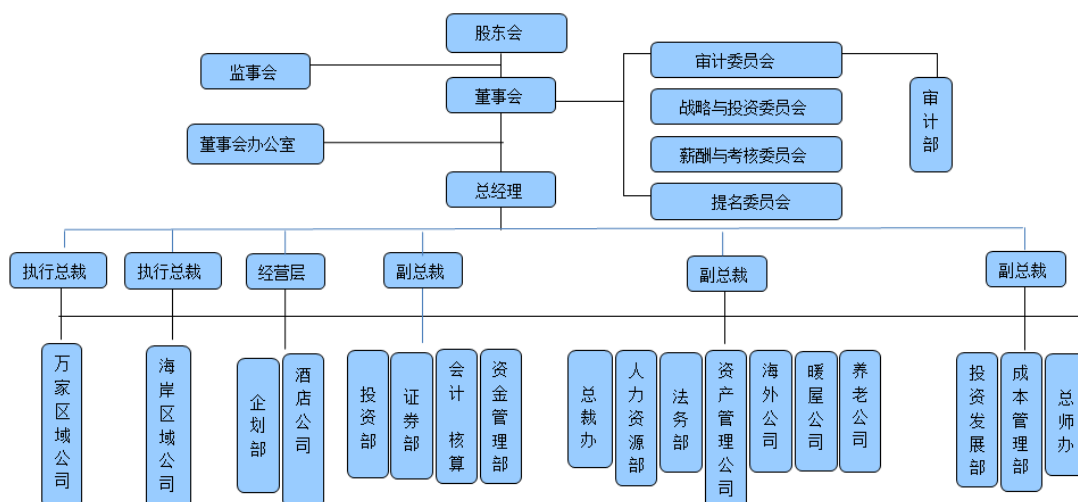 股东会
监事会
审计委员会
董事会
战略与投资委员会
审计部
董事会办公室
薪酬与考核委员会
总经理
提名委员会
执行总裁
执行总裁
经营层
副总裁
副总裁
副总裁
万家区域公司
海岸区域公司
企划部
酒店公司
投资部
证券部
会计 核算
资金管理部
总裁办
人力资源部
法务部
资产管理公司
海外公司
暖屋公司
养老公司
投资发展部
成本管理部
总师办